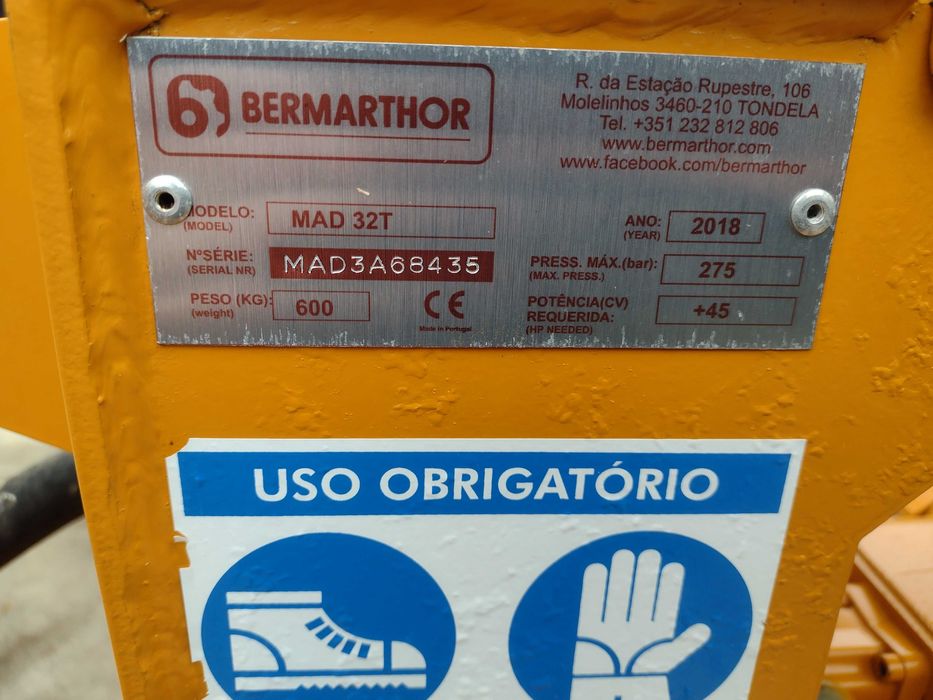 BERMARTHOR
R. da Estação Rupestre, 106
Molelinhos 3460-210 TONDELA
Tel. +351 232 812 806
www.bermarthor.com
www.facebook.com/bermarthor
MODELO: MAD 32T
(MODEL)
NºSÉRIE: MAD3A68435
(SERIAL NR)
PESO (KG): 600
(weight)
CE
Made in Portugal
ANO: 2018
(YEAR)
PRESS. MÁX.(bar): 275
(MAX. PRESS.)
POTÊNCIA(CV)
REQUERIDA: +45
(HP NEEDED)
USO OBRIGATÓRIO